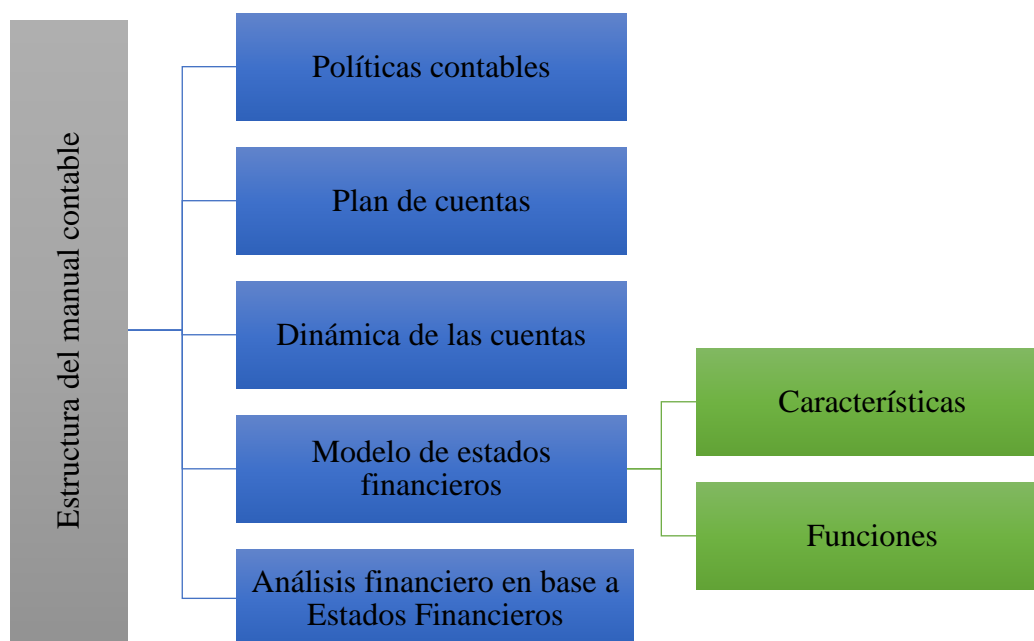 Estructura del manual contable
Políticas contables
Plan de cuentas
Dinámica de las cuentas
Modelo de estados
financieros
Análisis financiero en base a
Estados Financieros
Característícas
Funciones